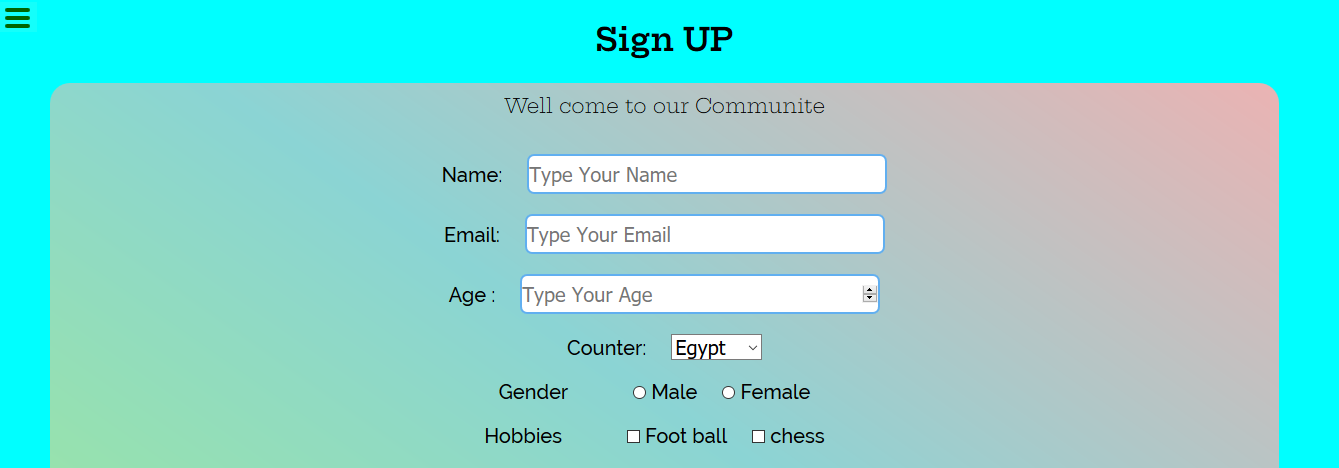 Sign UP
Well come to our Communite
Name: Type Your Name
Email: Type Your Email
Age : Type Your Age
Counter: Egypt
Gender Male Female
Hobbies Foot ball chess